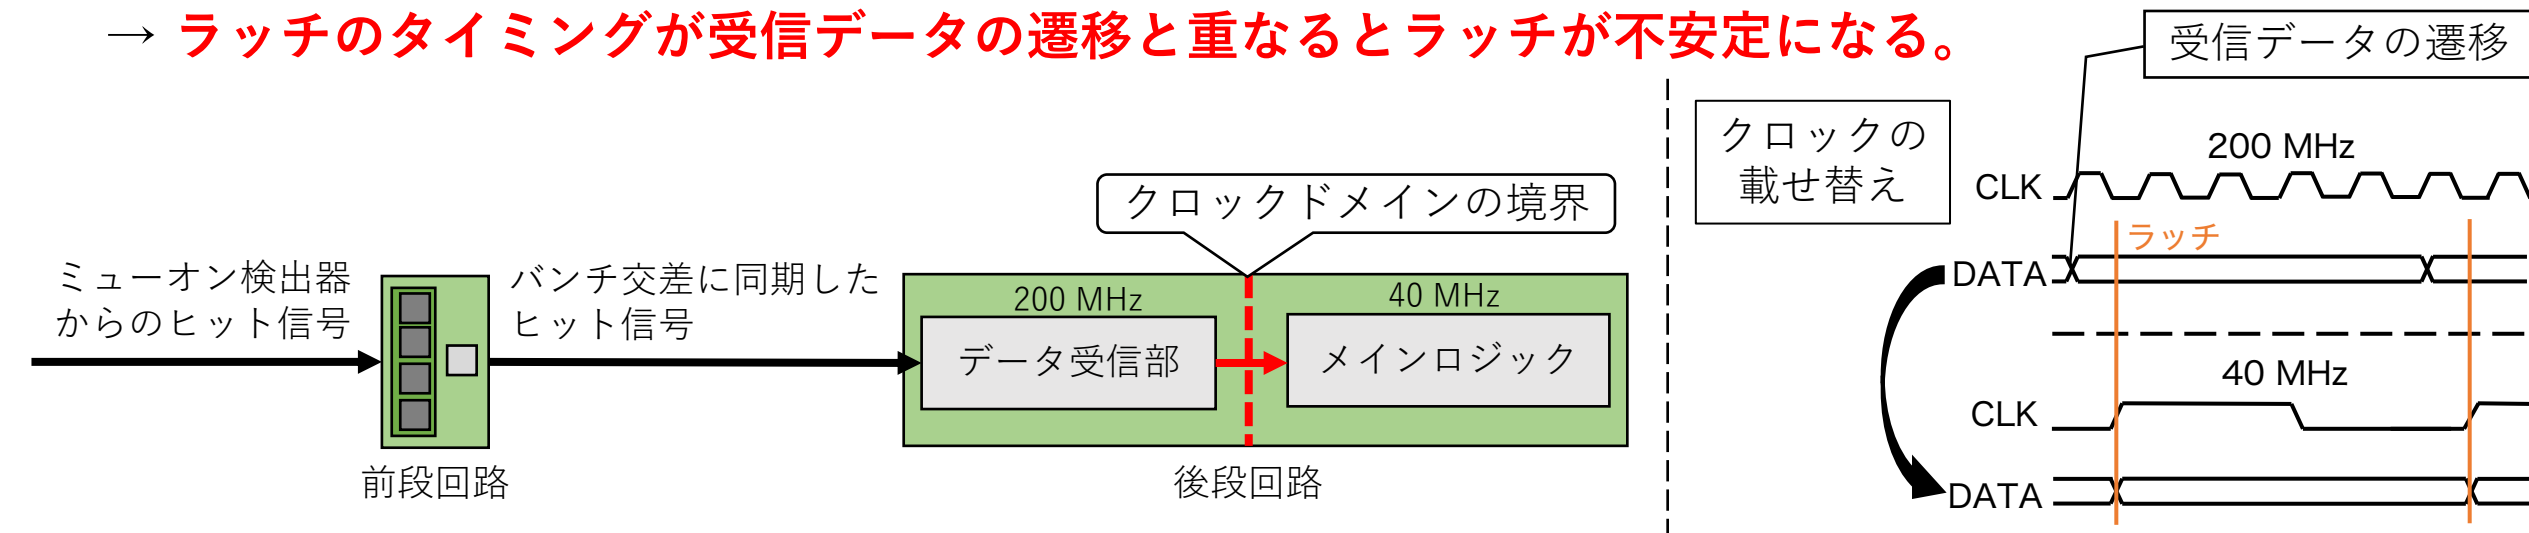 → ラッチのタイミングが受信データの遷移と重なるとラッチが不安定になる。
ミューオン検出器
からのヒット信号
前段回路
バンチ交差に同期した
ヒット信号
クロックドメインの境界
200 MHz
データ受信部
40 MHz
メインロジック
後段回路
クロックの
載せ替え
受信データの遷移
200 MHz
CLK
ラッチ
DATA
40 MHz
CLK
DATA